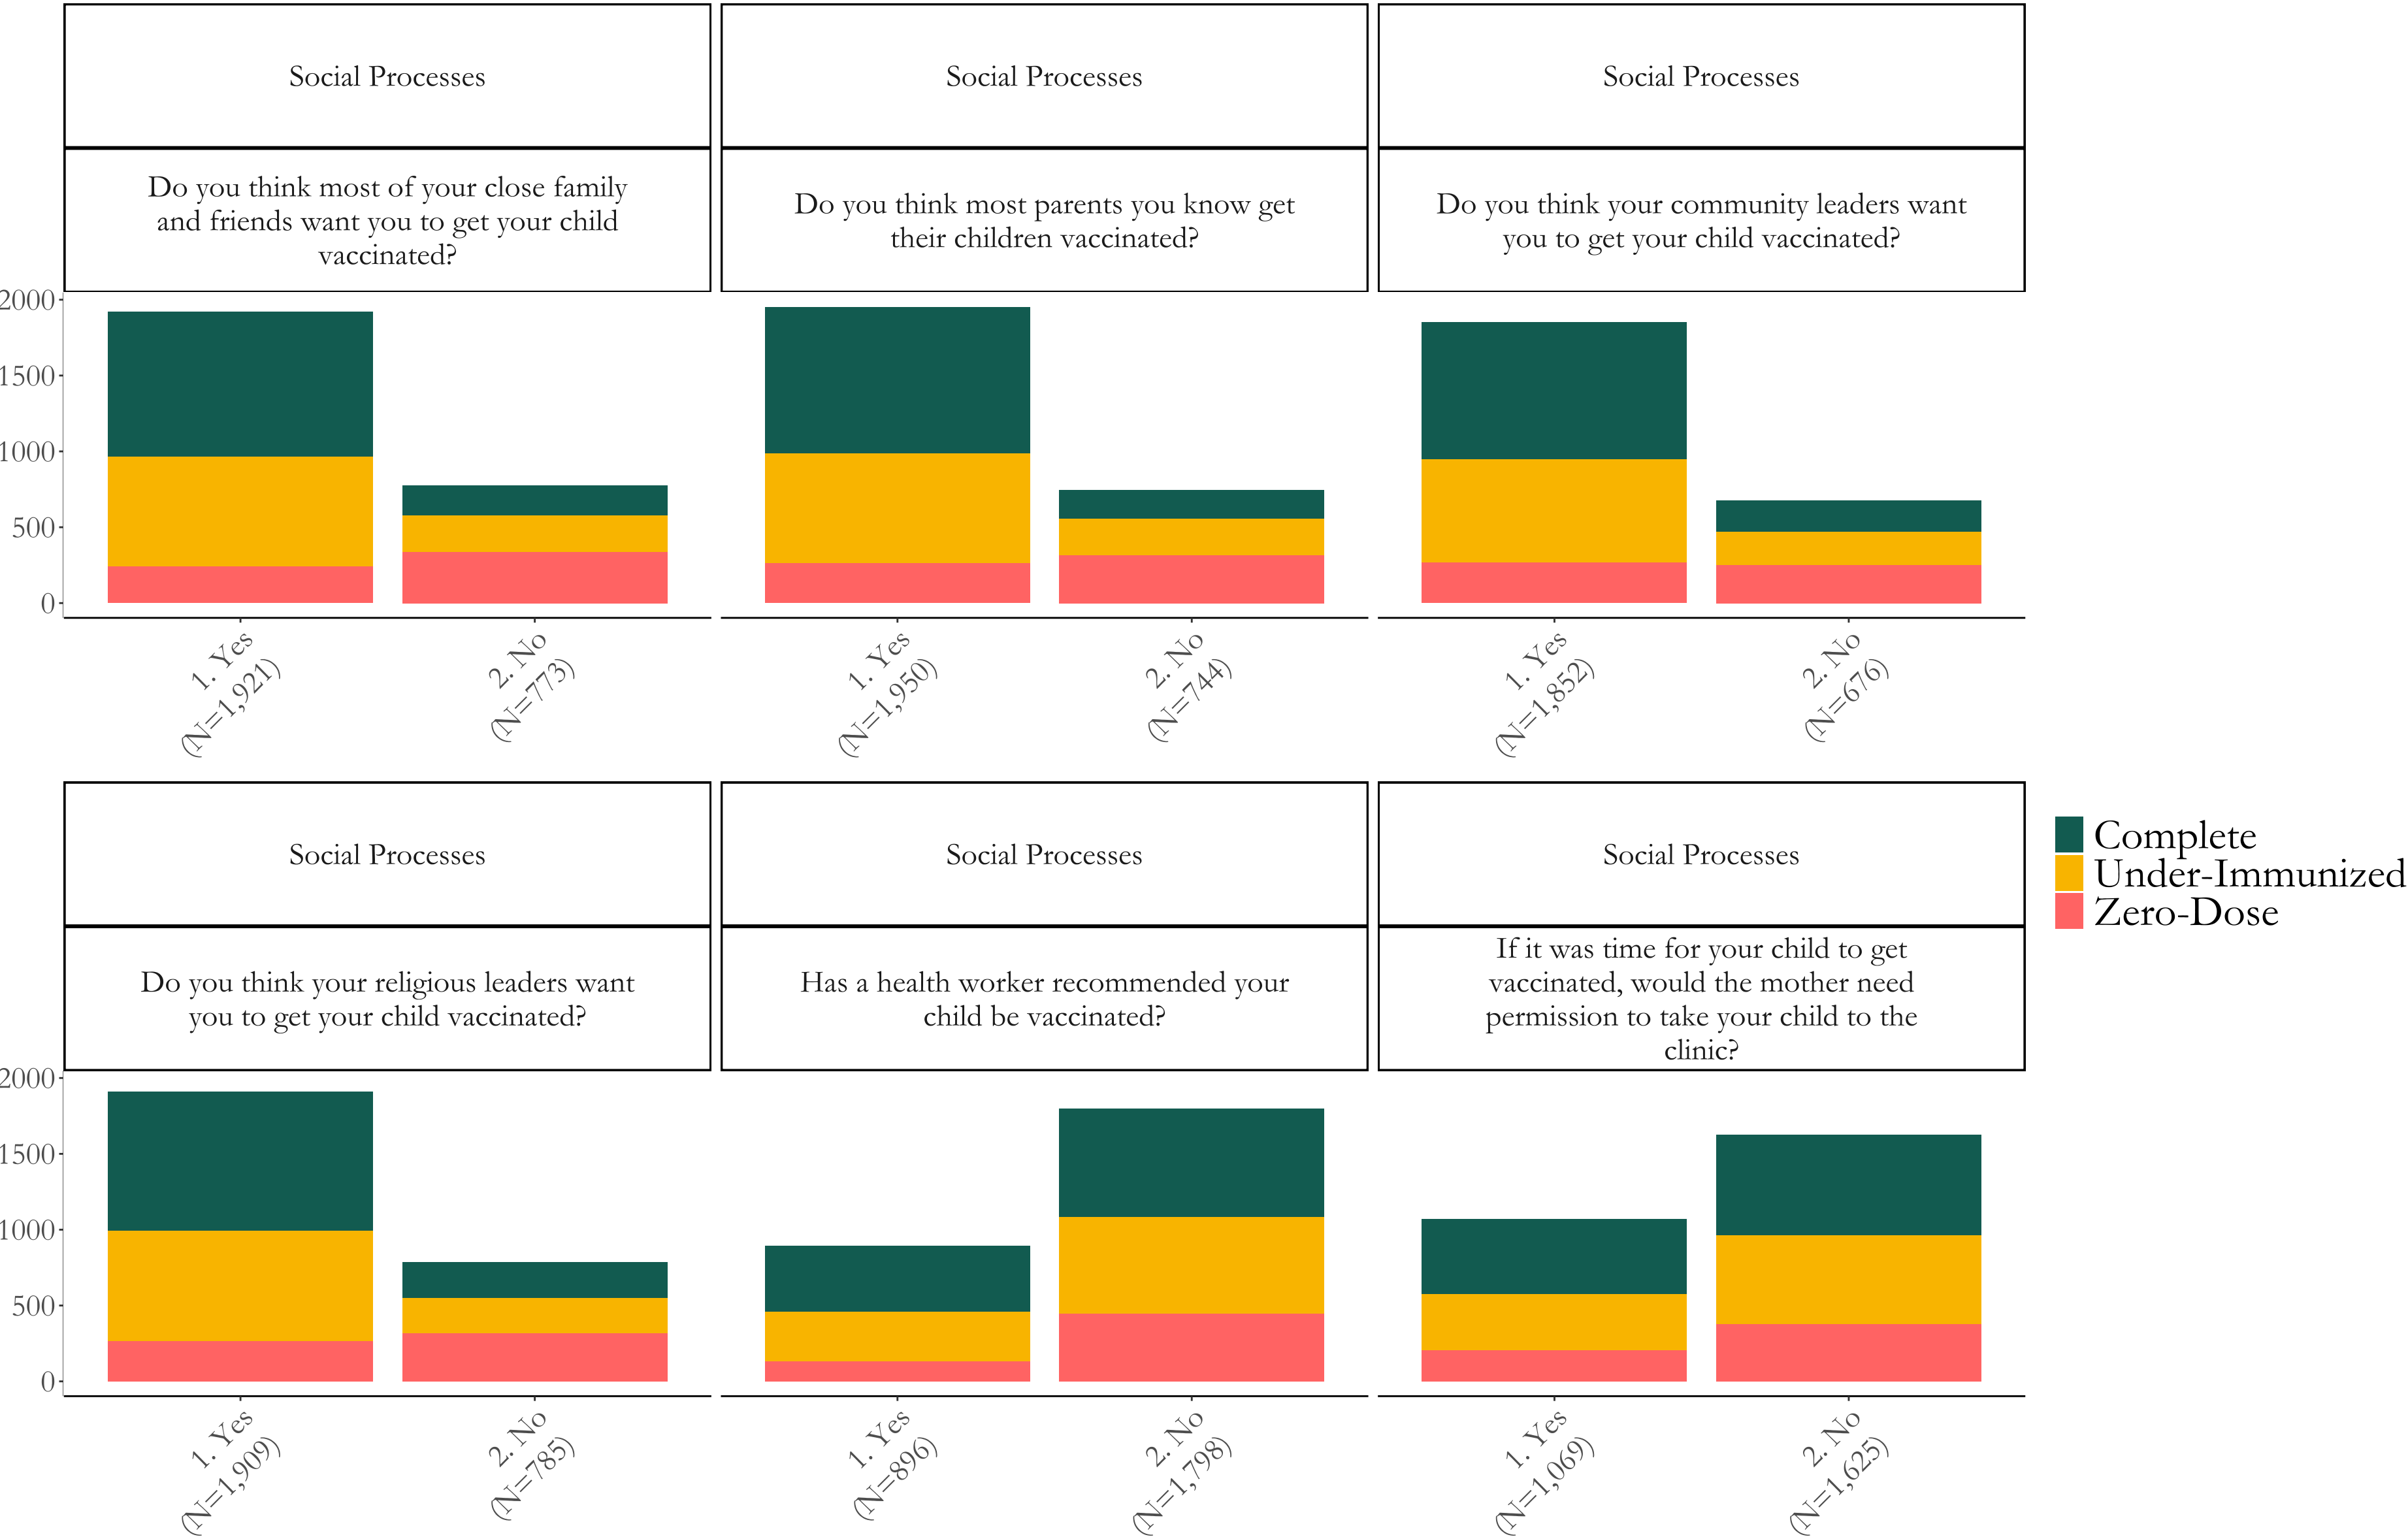 Social Processes
Social Processes
Social Processes
Do you think most of your close family
and friends want you to get your child
vaccinated?
Do you think most parents you know get
their children vaccinated?
Do you think your community leaders want
you to get your child vaccinated?
2000
1500
1000
500
0
1. Yes
(N=1,921)
2. No
(N=773)
1. Yes
(N=1,950)
2. No
(N=744)
1. Yes
(N=1,852)
2. No
(N=676)
Social Processes
Social Processes
Social Processes
Do you think your religious leaders want
you to get your child vaccinated?
Has a health worker recommended your
child be vaccinated?
If it was time for your child to get
vaccinated, would the mother need
permission to take your child to the
clinic?
2000
1500
1000
500
0
1. Yes
(N=1,909)
2. No
(N=785)
1. Yes
(N=896)
2. No
(N=1,798)
1. Yes
(N=1,069)
2. No
(N=1,625)
Complete
Under-Immunized
Zero-Dose